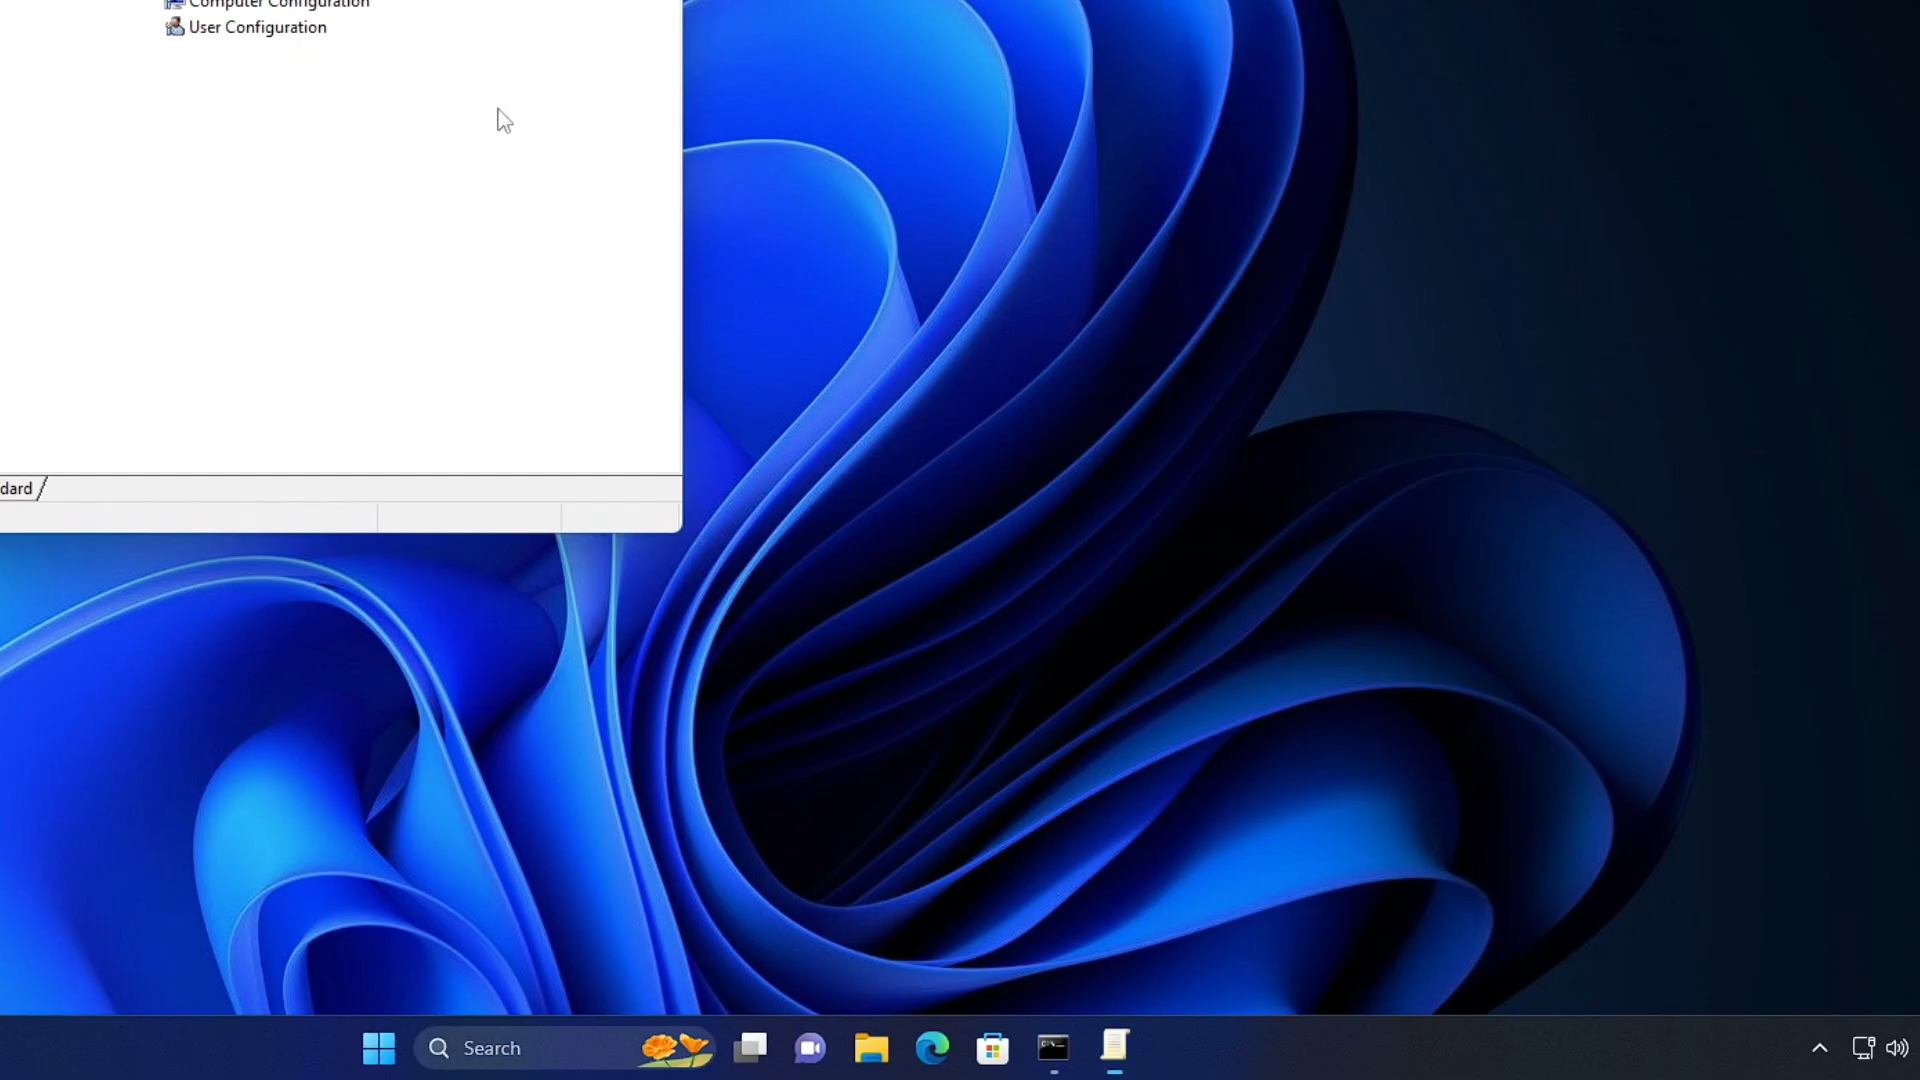 Computer Configuration
User Configuration
dard
Search